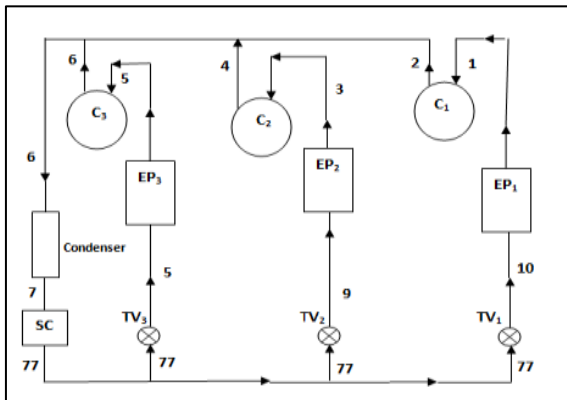 6
5
4
3
2
1
C₃
C₂
C₁
6
EP₃
EP₂
EP₁
Condenser
7
5
9
10
SC
TV₃
TV₂
TV₁
77
77
77
77